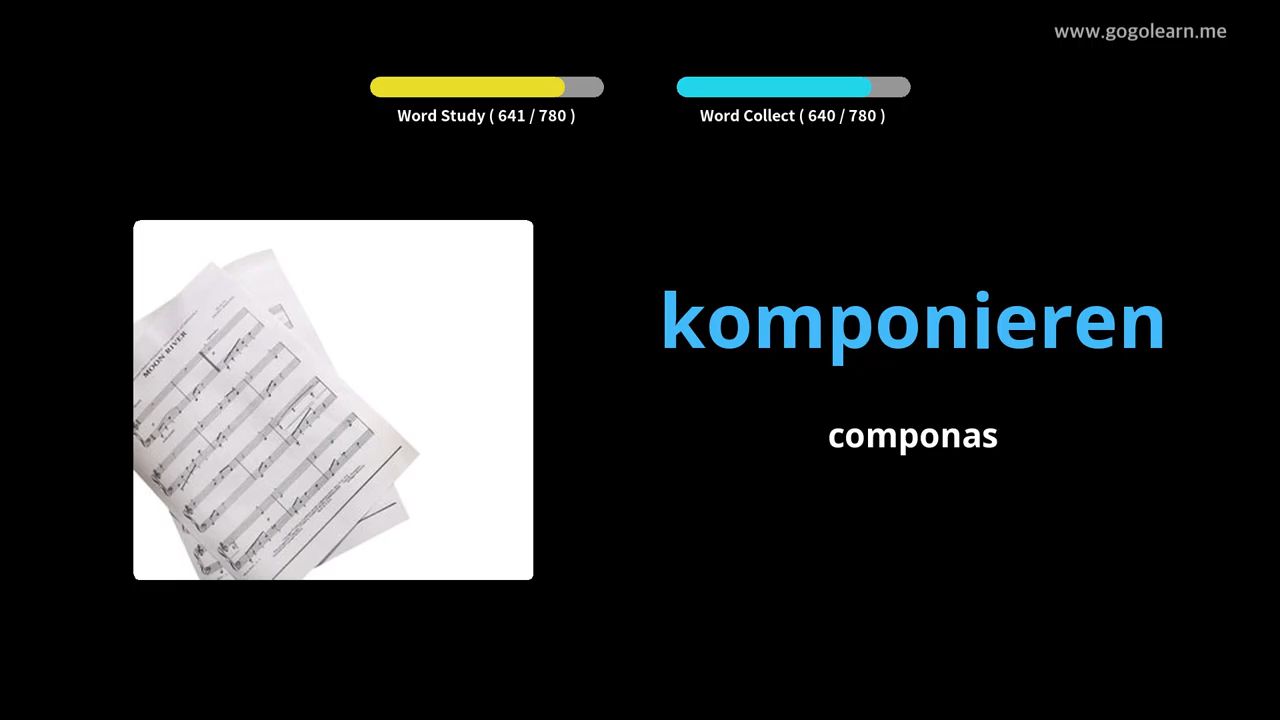 www.gogolearn.me
Word Study ( 641 / 780 )
Word Collect ( 640 / 780 )
MOON RIVER
komponieren
componas